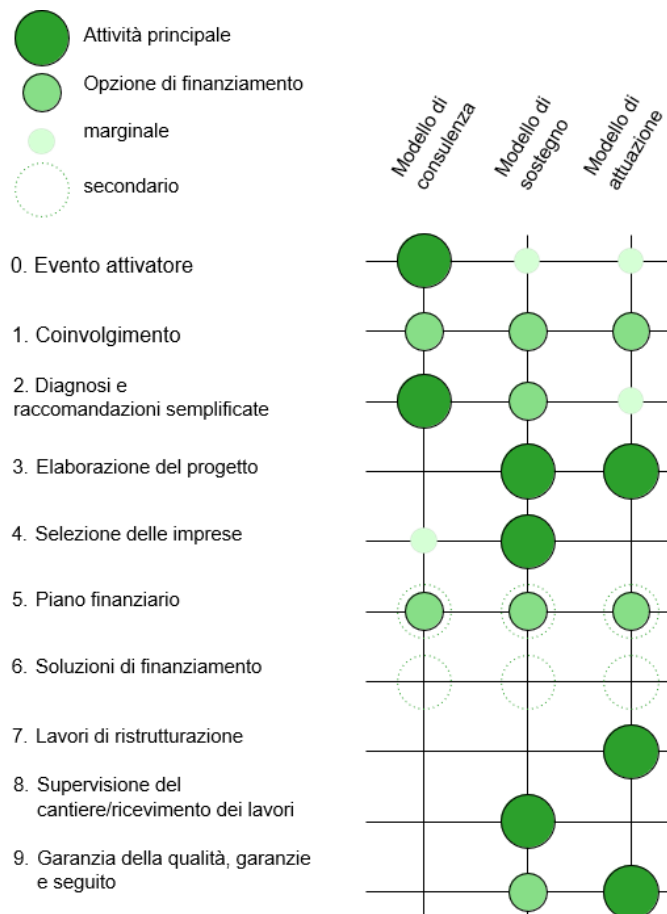 Attività principale
Opzione di finanziamento
marginale
secondario
Modello di
consulenza
Modello di
sostegno
Modello di
attuazione
0. Evento attivatore
1. Coinvolgimento
2. Diagnosi e
raccomandazioni semplificate
3. Elaborazione del progetto
4. Selezione delle imprese
5. Piano finanziario
6. Soluzioni di finanziamento
7. Lavori di ristrutturazione
8. Supervisione del
cantiere/ricevimento dei lavori
9. Garanzia della qualità, garanzie
e seguito